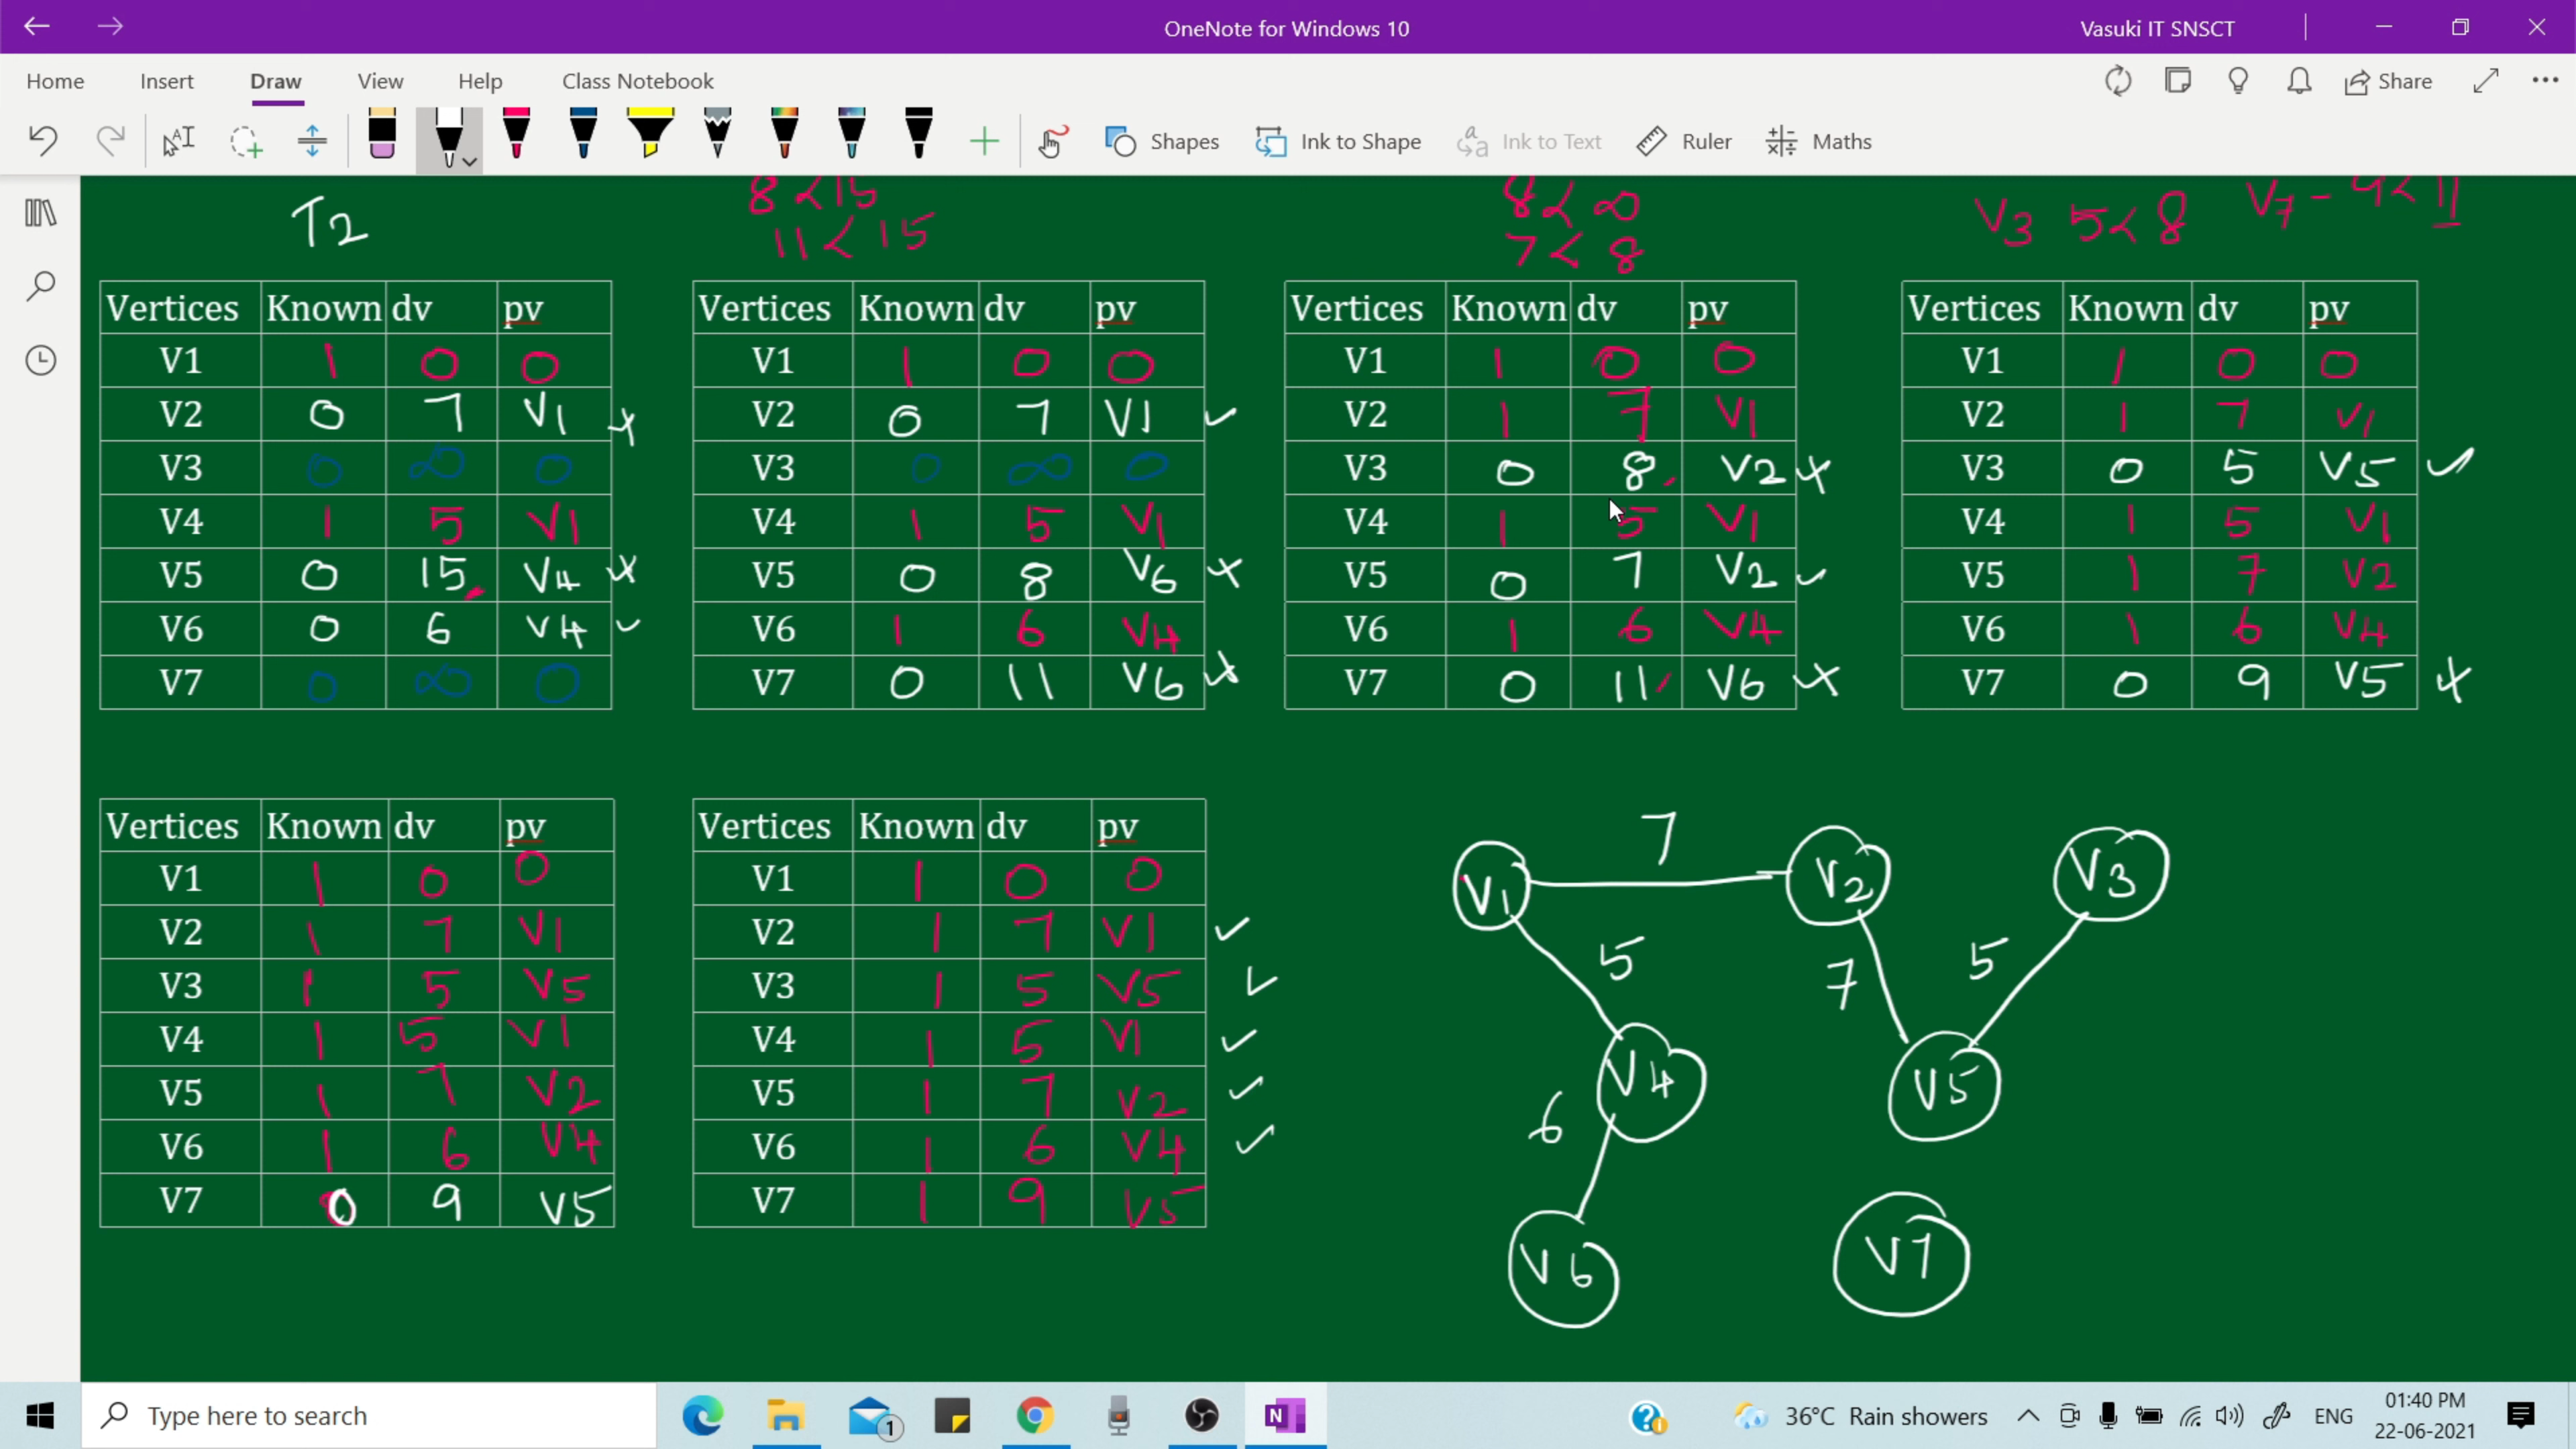 OneNote for Windows 10
Vasuki IT SNSCT
Home Insert Draw View Help Class Notebook
Share
Shapes Ink to Shape Ink to Text Ruler Maths
T2
8 < 15
11 < 15
8 < ∞
7 < 8
V3 5 < 8
V7 - 9 < 11
Vertices Known dv pv
V1 1 0 0
V2 0 7 V1
V3 0 ∞ 0
V4 1 5 V1
V5 0 15 V4
V6 0 6 V4
V7 0 ∞ 0
Vertices Known dv pv
V1 1 0 0
V2 0 7 V1
V3 0 ∞ 0
V4 1 5 V1
V5 0 8 V6
V6 1 6 V4
V7 0 11 V6
Vertices Known dv pv
V1 1 0 0
V2 1 7 V1
V3 0 8 V2
V4 1 5 V1
V5 0 7 V2
V6 1 6 V4
V7 0 11 V6
Vertices Known dv pv
V1 1 0 0
V2 1 7 V1
V3 0 5 V5
V4 1 5 V1
V5 1 7 V2
V6 1 6 V4
V7 0 9 V5
Vertices Known dv pv
V1 1 0 0
V2 1 7 V1
V3 1 5 V5
V4 1 5 V1
V5 1 7 V2
V6 1 6 V4
V7 0 9 V5
Vertices Known dv pv
V1 1 0 0
V2 1 7 V1
V3 1 5 V5
V4 1 5 V1
V5 1 7 V2
V6 1 6 V4
V7 1 9 V5
7
V1 V2 V3
5 7 5
V4 V5
6
V6 V7
Type here to search
1
36°C Rain showers
ENG
01:40 PM
22-06-2021